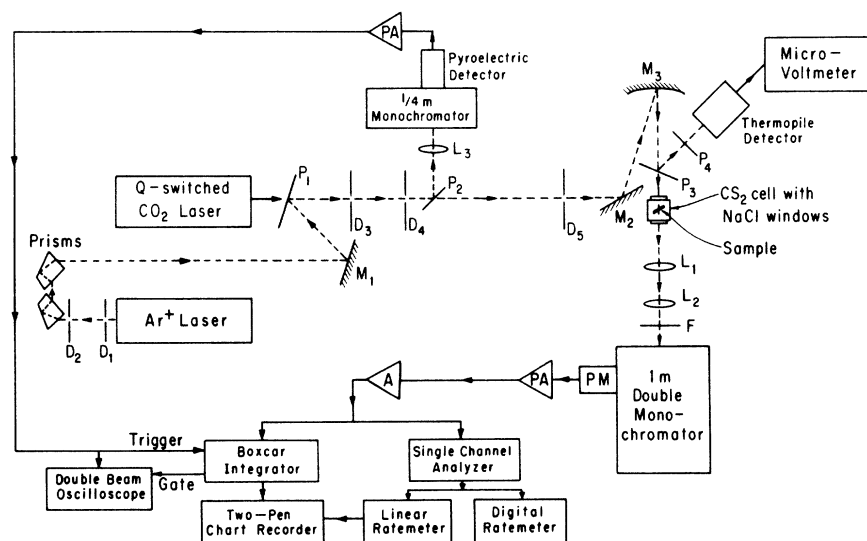 PA
Pyroelectric
Detector
1/4 m
Monochromator
L3
M3
Micro-
Voltmeter
Thermopile
Detector
P4
P3
Q-switched
CO2 Laser
P1
D3
D4
P2
D5
M2
CS2 cell with
NaCl windows
Sample
Prisms
M1
L1
L2
F
Ar+ Laser
D2
D1
A
PA
PM
1m
Double
Mono-
chromator
Trigger
Boxcar
Integrator
Single Channel
Analyzer
Double Beam
Oscilloscope
Gate
Two-Pen
Chart Recorder
Linear
Ratemeter
Digital
Ratemeter